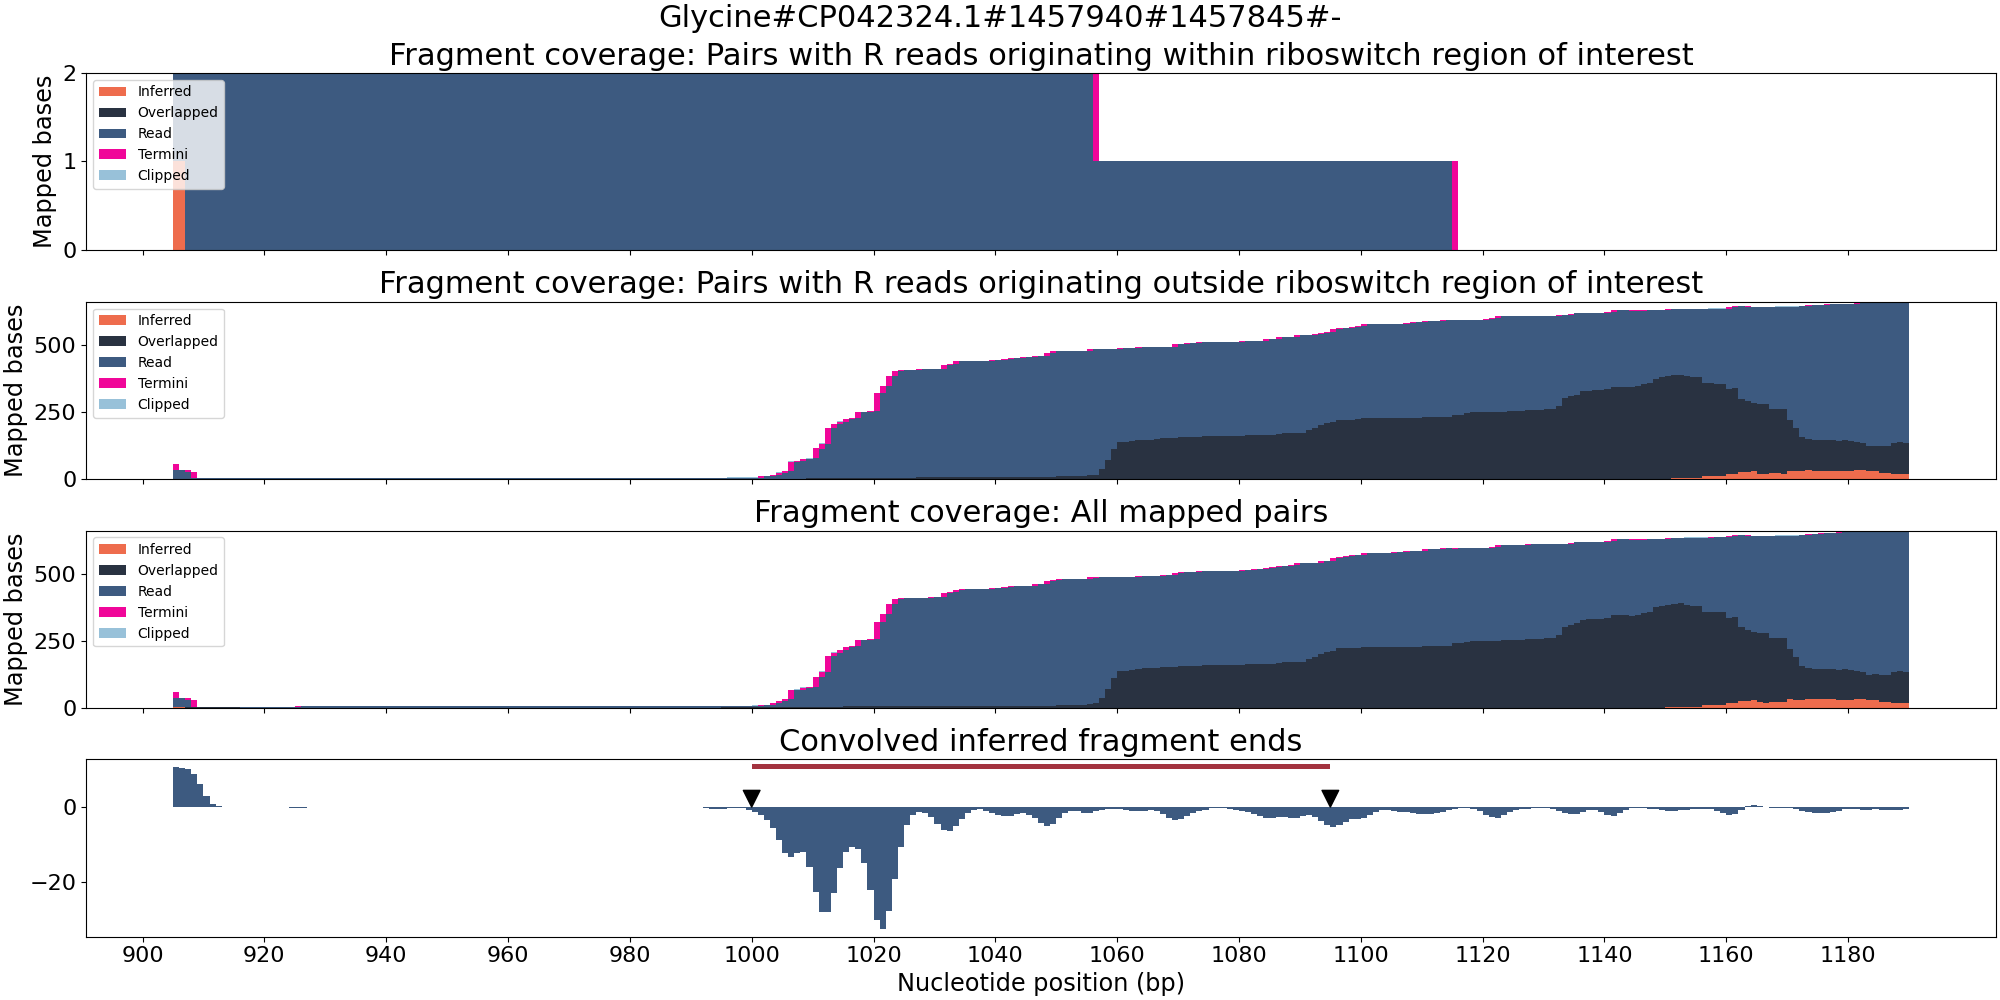 Glycine#CP042324.1#1457940#1457845#-
Fragment coverage: Pairs with R reads originating within riboswitch region of interest
Mapped bases
2
1
0
Inferred
Overlapped
Read
Termini
Clipped
Fragment coverage: Pairs with R reads originating outside riboswitch region of interest
Mapped bases
500
250
0
Inferred
Overlapped
Read
Termini
Clipped
Fragment coverage: All mapped pairs
Mapped bases
500
250
0
Inferred
Overlapped
Read
Termini
Clipped
Convolved inferred fragment ends
0
−20
900 920 940 960 980 1000 1020 1040 1060 1080 1100 1120 1140 1160 1180
Nucleotide position (bp)